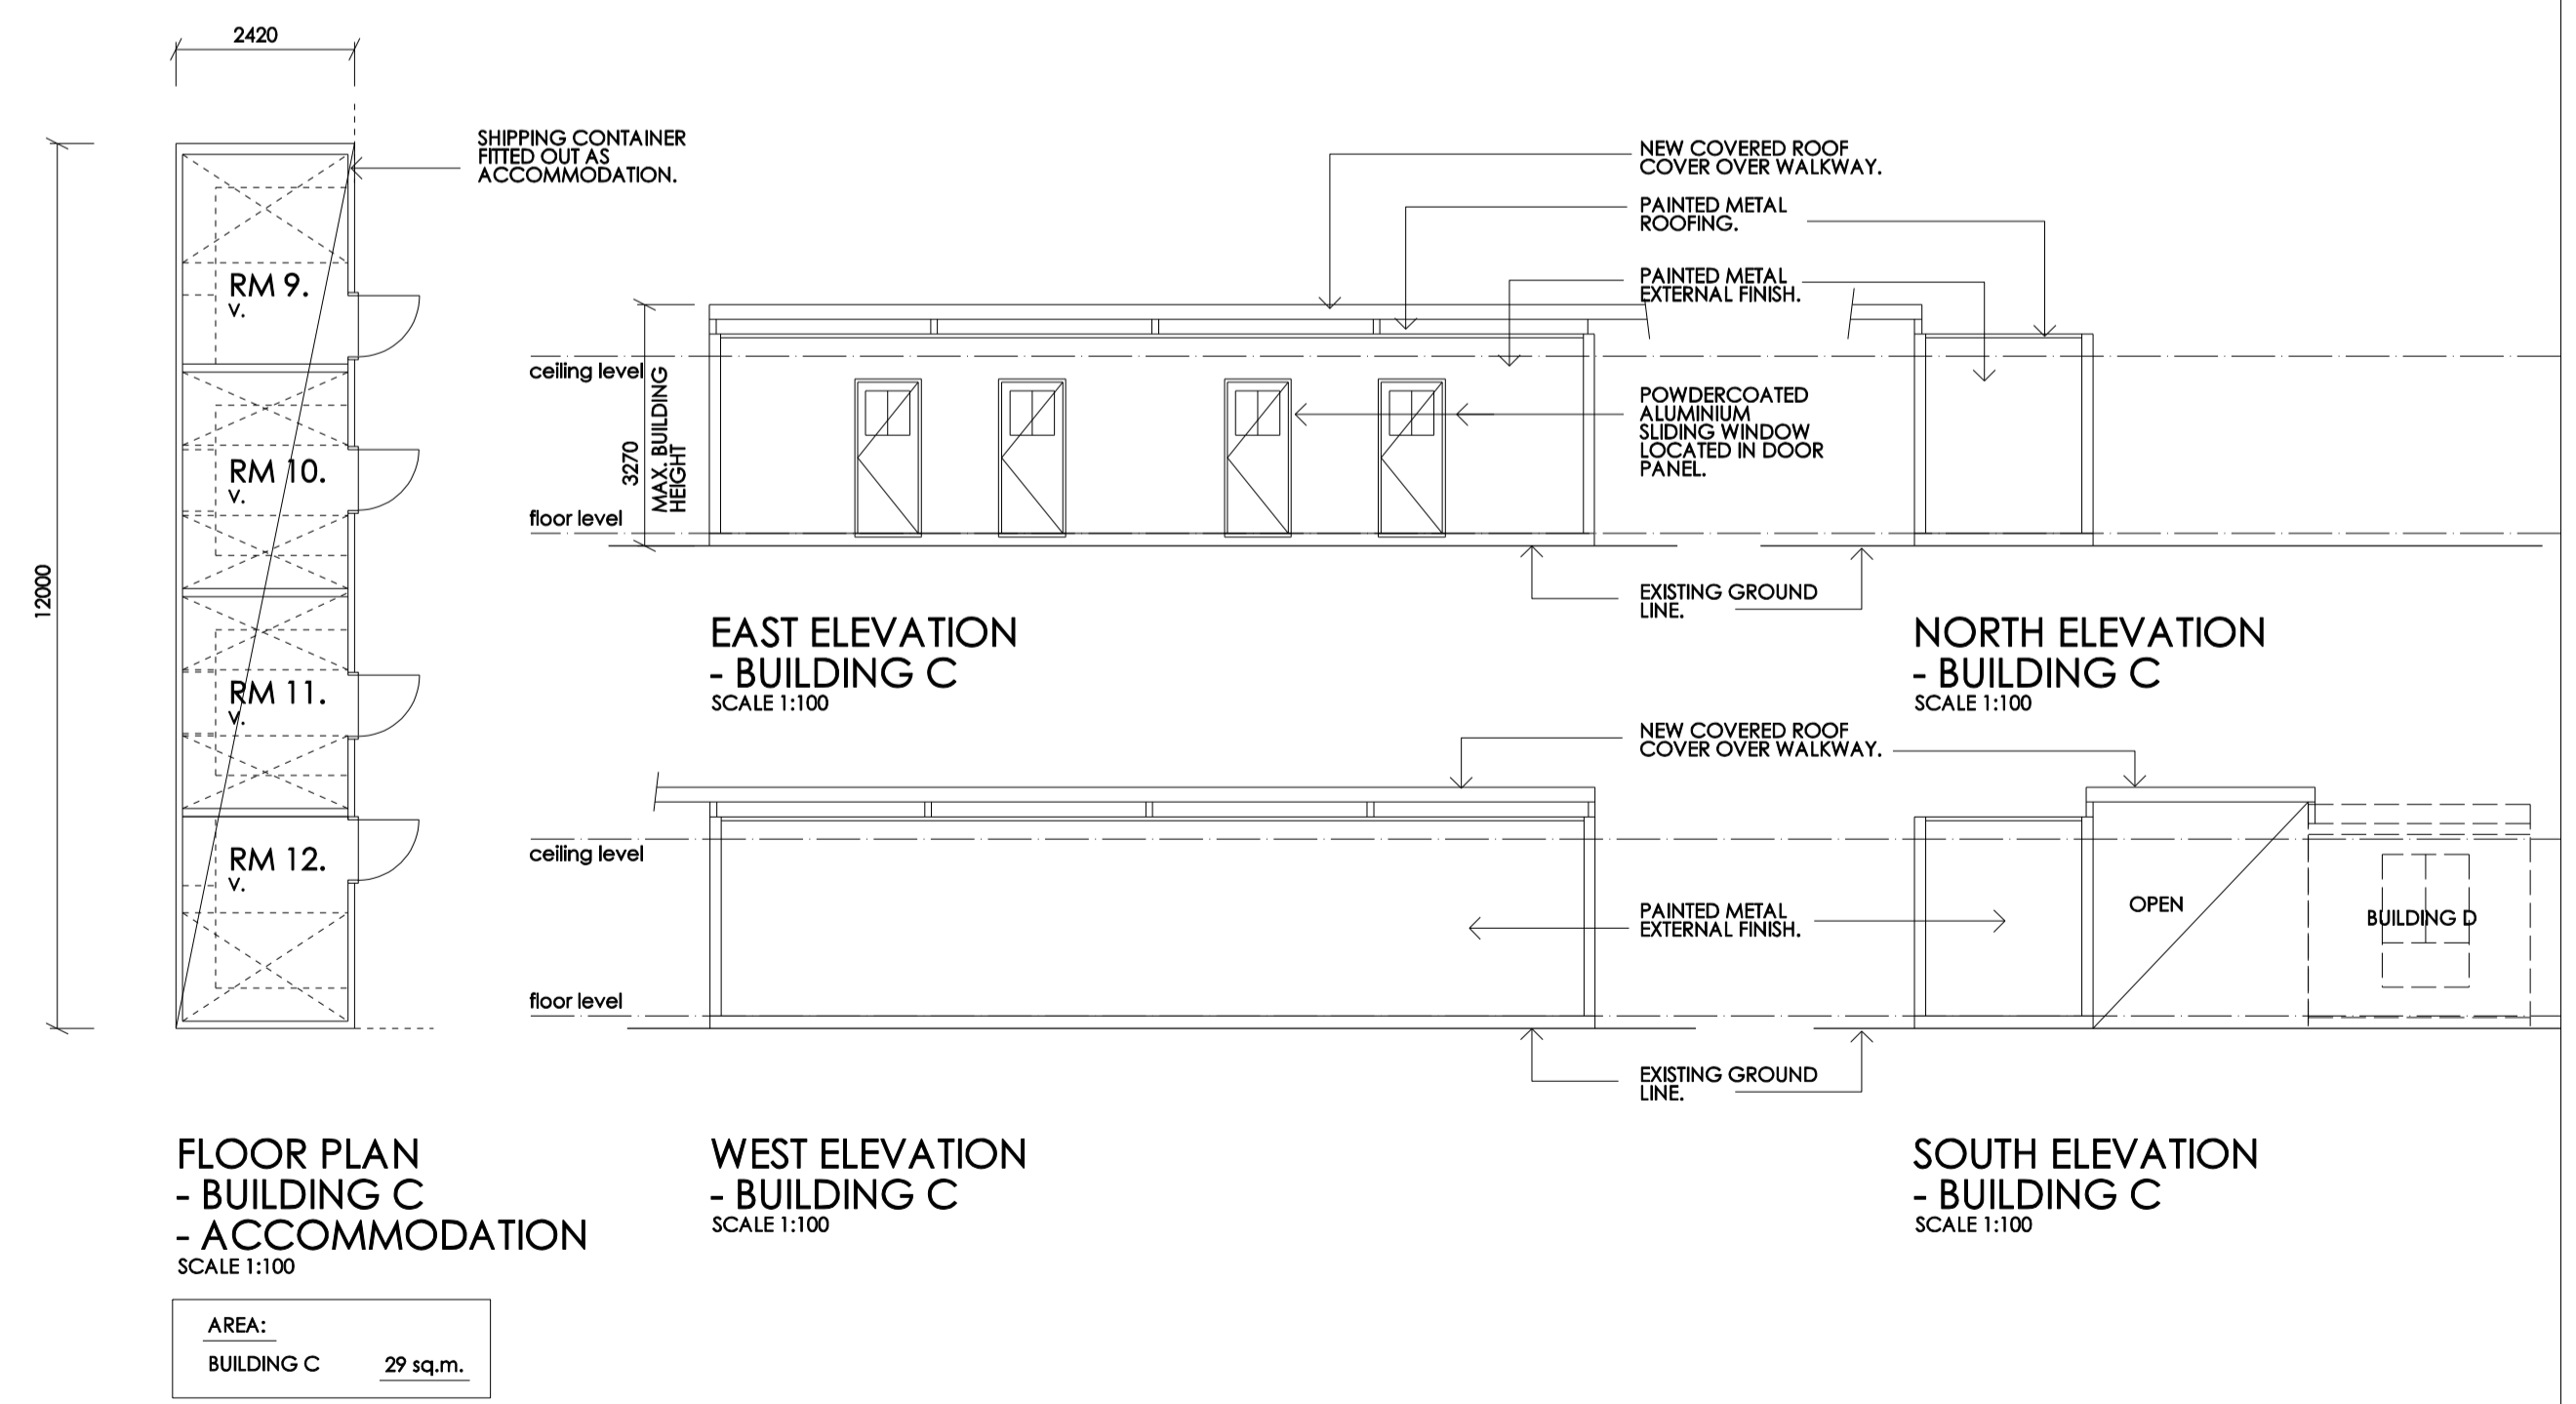 2420
12000
SHIPPING CONTAINER
FITTED OUT AS
ACCOMMODATION.
RM 9.
v.
RM 10.
v.
RM 11.
v.
RM 12.
v.
FLOOR PLAN
- BUILDING C
- ACCOMMODATION
SCALE 1:100
AREA:
BUILDING C 29 sq.m.
NEW COVERED ROOF
COVER OVER WALKWAY.
PAINTED METAL
ROOFING.
PAINTED METAL
EXTERNAL FINISH.
ceiling level
floor level
3270
MAX. BUILDING
HEIGHT
POWDERCOATED
ALUMINIUM
SLIDING WINDOW
LOCATED IN DOOR
PANEL.
EXISTING GROUND
LINE.
EAST ELEVATION
- BUILDING C
SCALE 1:100
NORTH ELEVATION
- BUILDING C
SCALE 1:100
NEW COVERED ROOF
COVER OVER WALKWAY.
ceiling level
floor level
PAINTED METAL
EXTERNAL FINISH.
OPEN
BUILDING D
EXISTING GROUND
LINE.
WEST ELEVATION
- BUILDING C
SCALE 1:100
SOUTH ELEVATION
- BUILDING C
SCALE 1:100